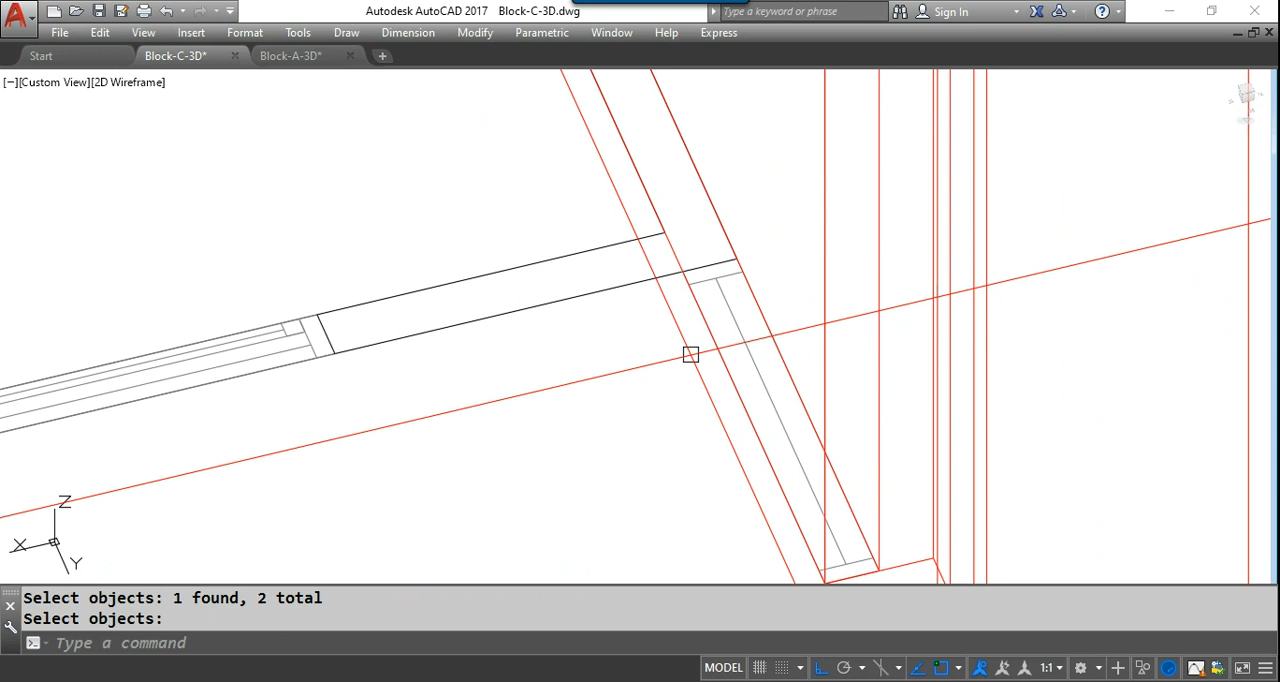 Autodesk AutoCAD 2017 Block-C-3D.dwg Type a keyword or phrase Sign In
File Edit View Insert Format Tools Draw Dimension Modify Parametric Window Help Express
Start Block-C-3D* Block-A-3D*
[−][Custom View][2D Wireframe]
Z
X
Y
Select objects: 1 found, 2 total
Select objects:
Type a command
MODEL 1:1